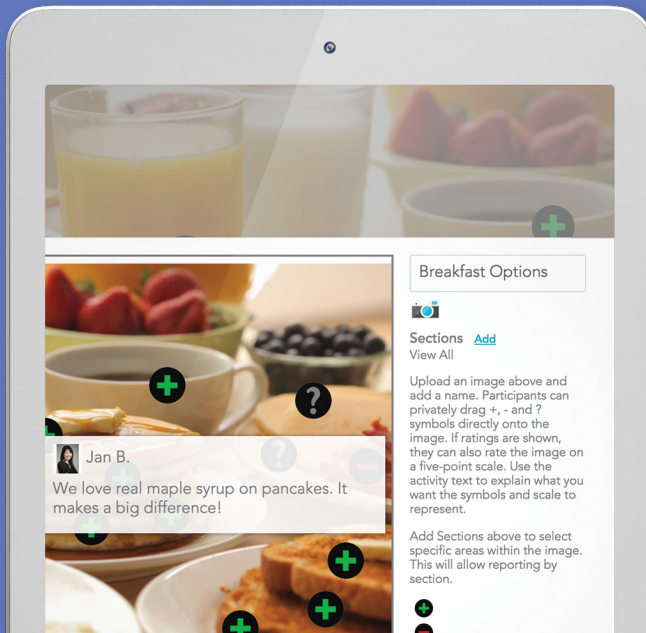 Breakfast Options
Sections Add
View All
Upload an image above and
add a name. Participants can
privately drag +, - and ?
symbols directly onto the
image. If ratings are shown,
they can also rate the image on
a five-point scale. Use the
activity text to explain what you
want the symbols and scale to
represent.
Add Sections above to select
specific areas within the image.
This will allow reporting by
section.
Jan B.
We love real maple syrup on pancakes. It
makes a big difference!